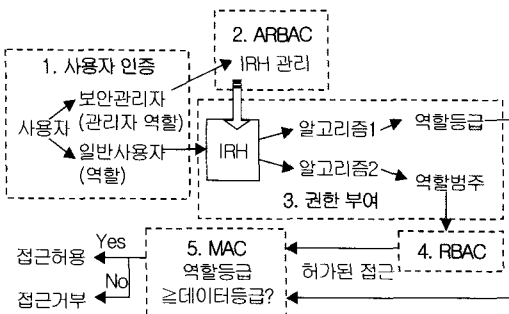 2. ARBAC
IRH 관리
1. 사용자 인증
보안관리자
(관리자 역할)
사용자
일반사용자
(역할)
IRH
알고리즘1
역할등급
알고리즘2
역할범주
3. 권한 부여
4. RBAC
허가된 접근
5. MAC
역할등급
≧데이터등급?
Yes
접근허용
No
접근거부